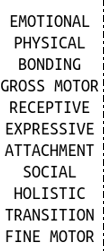 EMOTIONAL
PHYSICAL
BONDING
GROSS MOTOR
RECEPTIVE
EXPRESSIVE
ATTACHMENT
SOCIAL
HOLISTIC
TRANSITION
FINE MOTOR